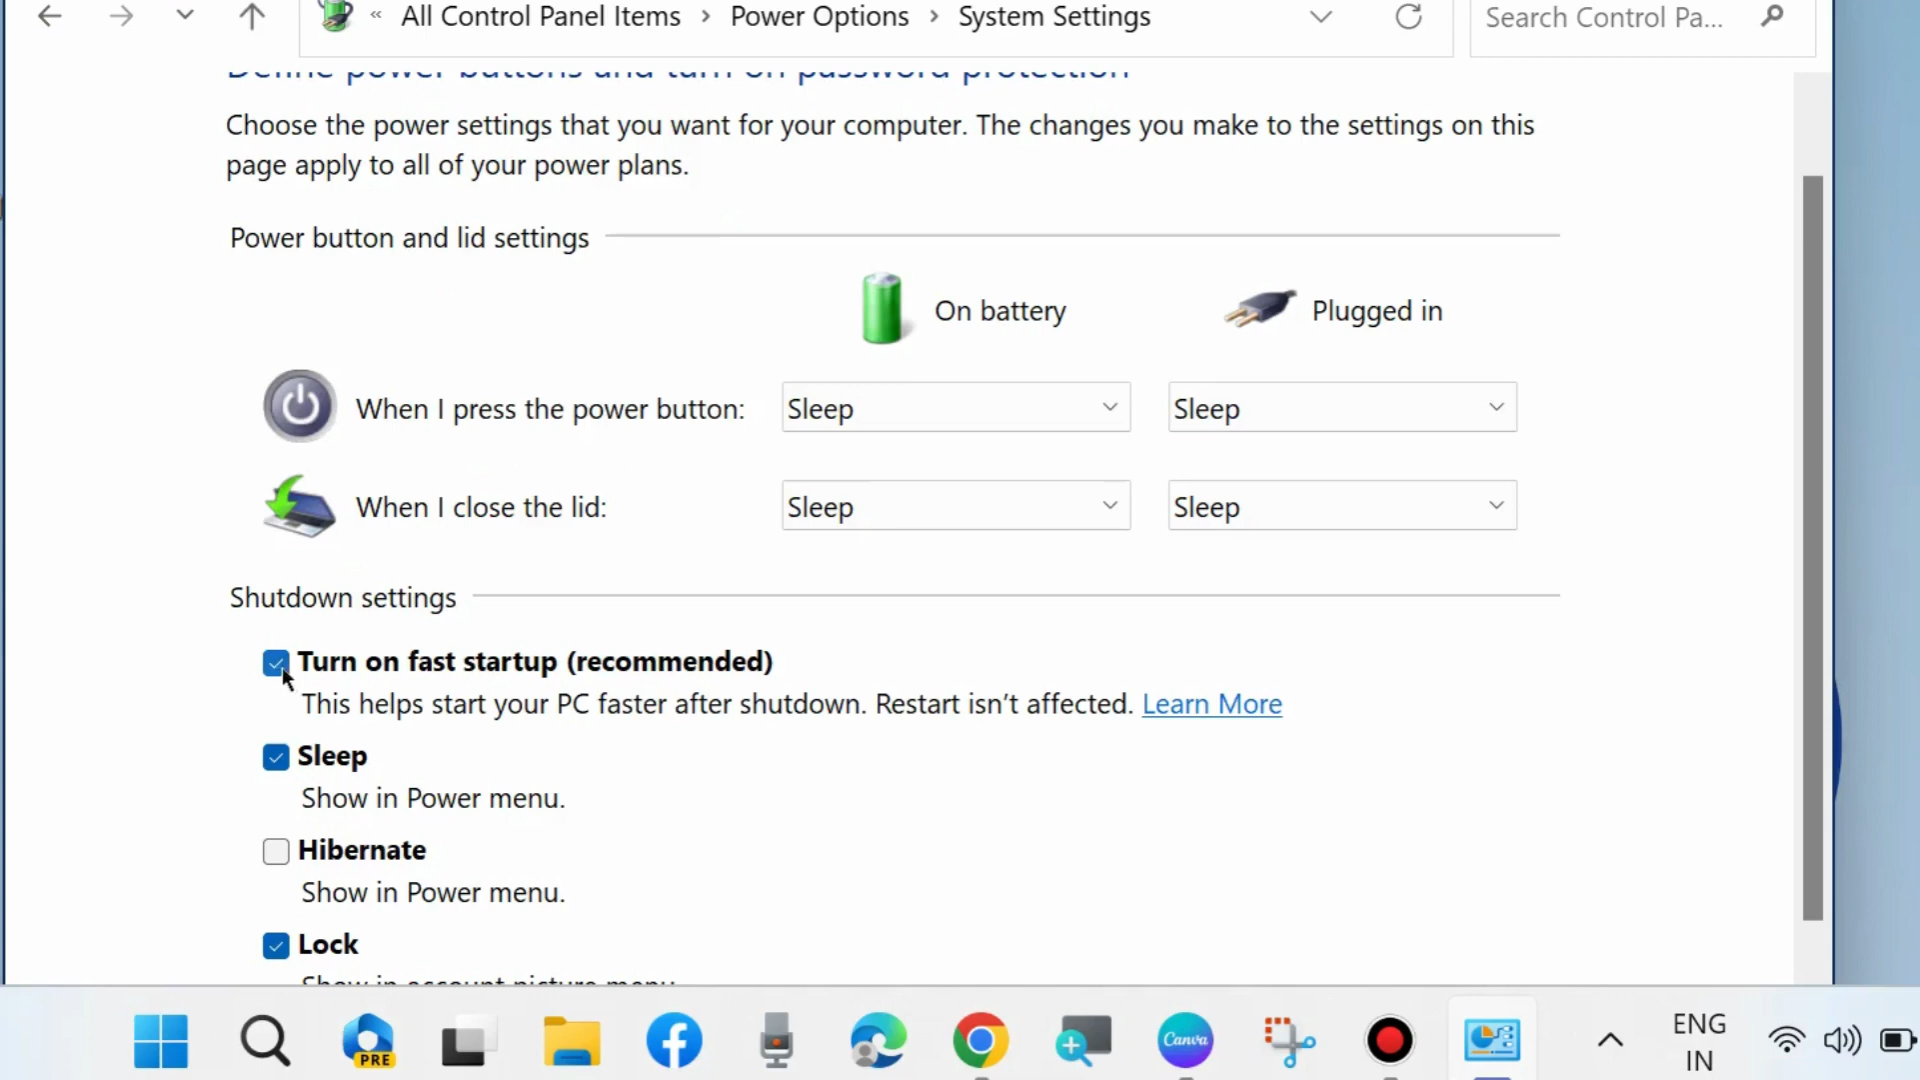 « All Control Panel Items > Power Options > System Settings
Search Control Pa...
Define power buttons and turn on password protection
Choose the power settings that you want for your computer. The changes you make to the settings on this
page apply to all of your power plans.
Power button and lid settings
On battery
Plugged in
When I press the power button: Sleep Sleep
When I close the lid: Sleep Sleep
Shutdown settings
Turn on fast startup (recommended)
This helps start your PC faster after shutdown. Restart isn't affected. Learn More
Sleep
Show in Power menu.
Hibernate
Show in Power menu.
Lock
Show in account picture menu.
PRE
Canva
ENG
IN